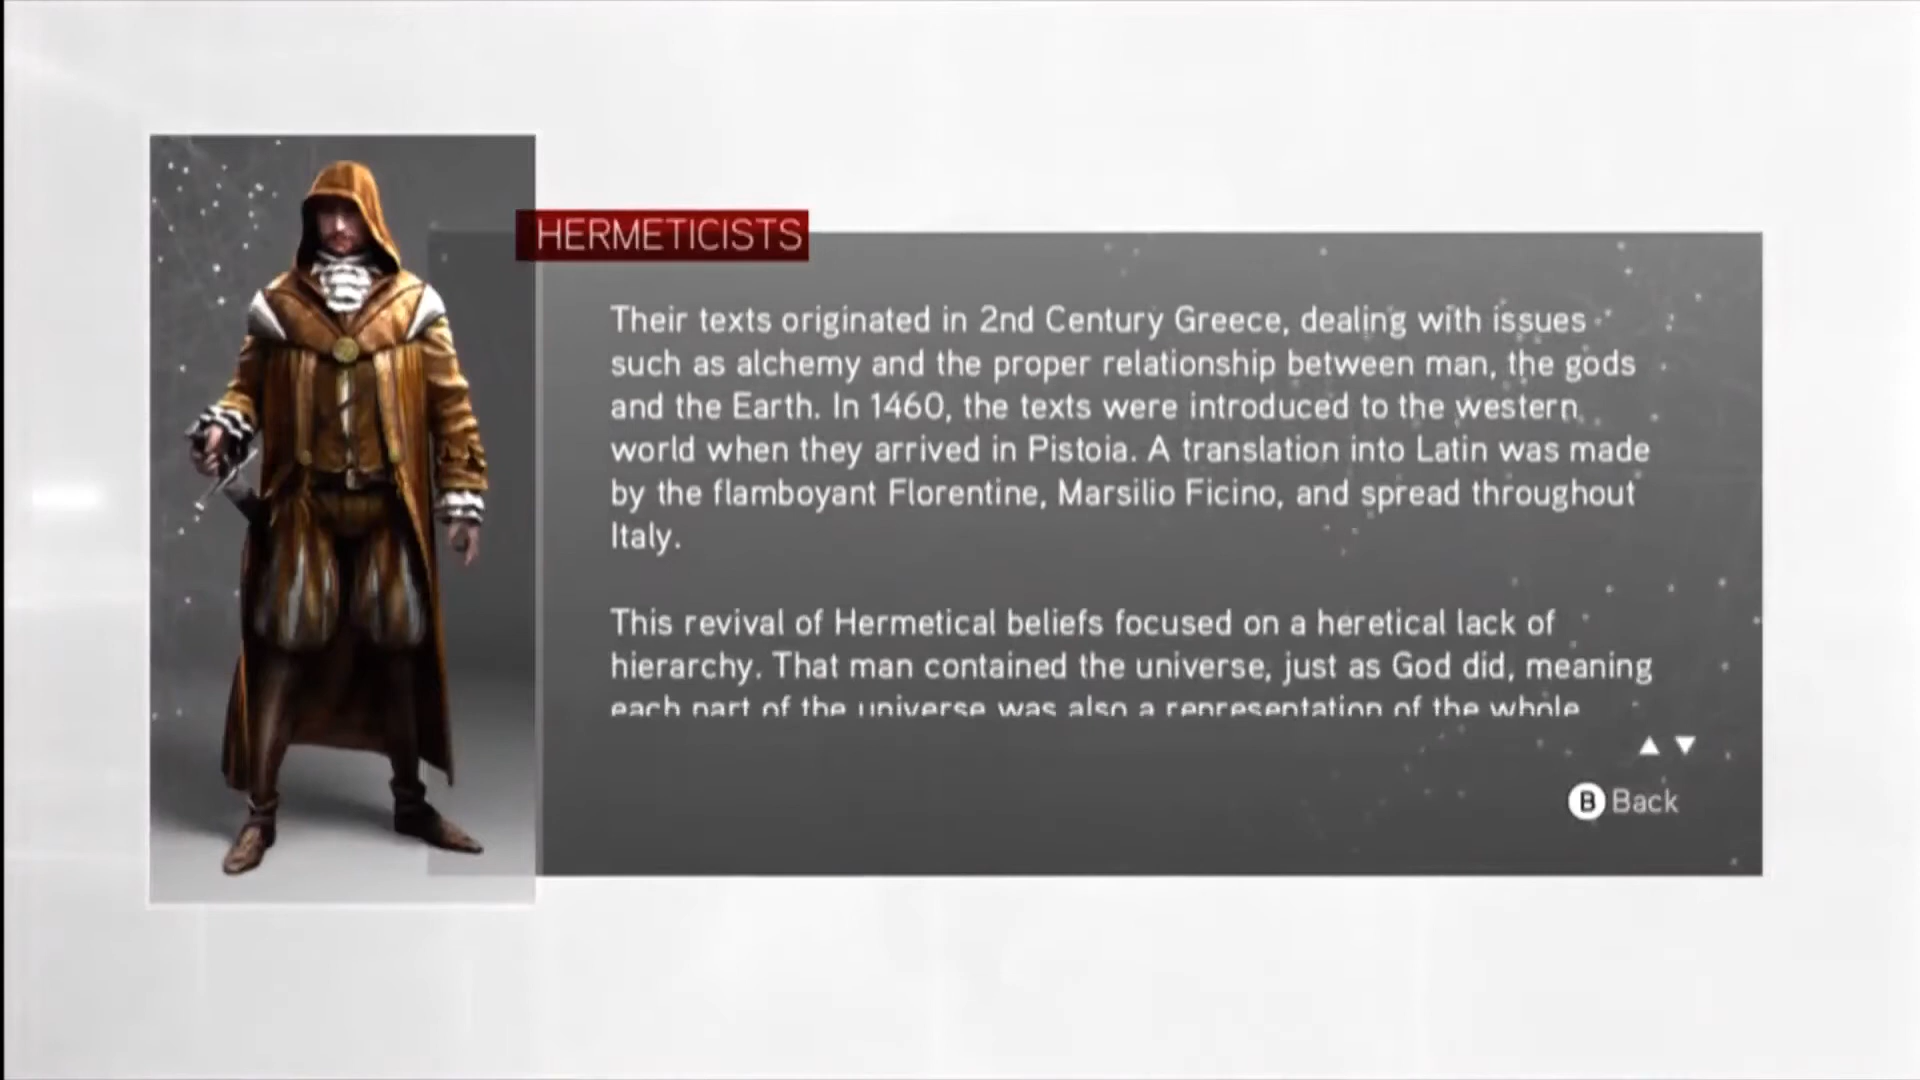 HERMETICISTS
Their texts originated in 2nd Century Greece, dealing with issues
such as alchemy and the proper relationship between man, the gods
and the Earth. In 1460, the texts were introduced to the western
world when they arrived in Pistoia. A translation into Latin was made
by the flamboyant Florentine, Marsilio Ficino, and spread throughout
Italy.
This revival of Hermetical beliefs focused on a heretical lack of
hierarchy. That man contained the universe, just as God did, meaning
each part of the universe was also a representation of the whole
B Back